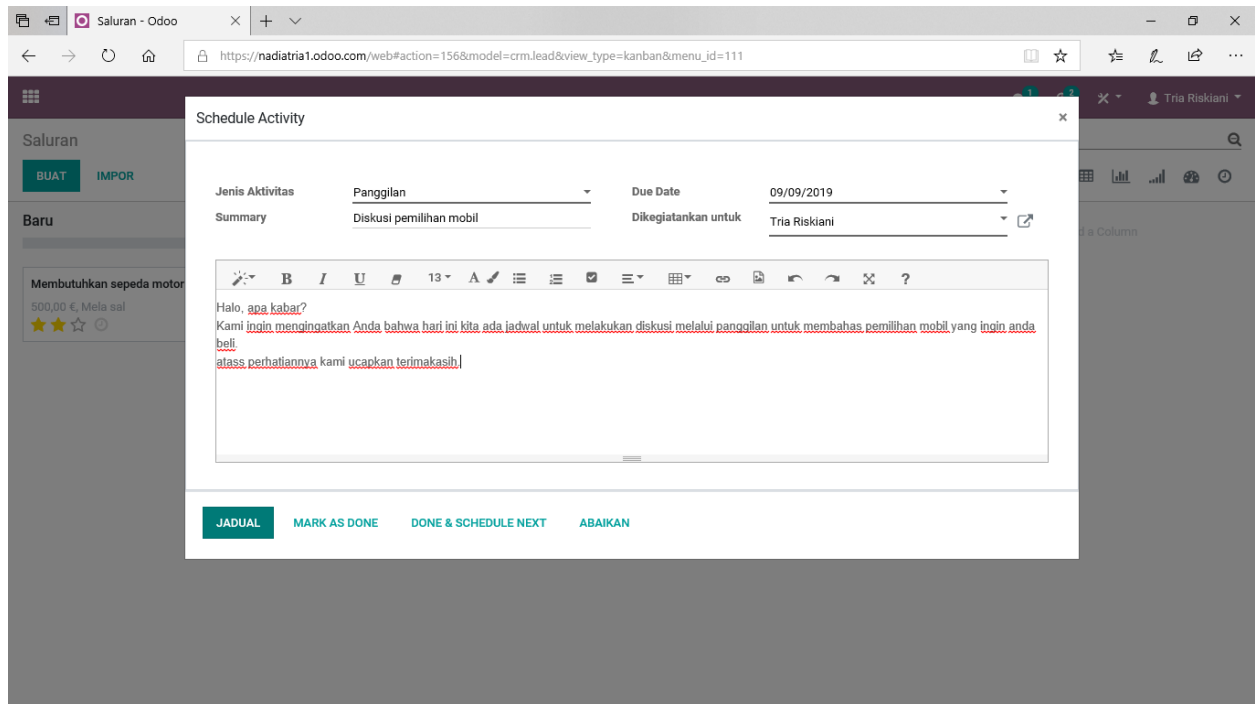 Saluran - Odoo
https://nadiatria1.odoo.com/web#action=156&model=crm.lead&view_type=kanban&menu_id=111
1
2
Tria Riskiani
Schedule Activity
×
Saluran
BUAT
IMPOR
Jenis Aktivitas
Panggilan
Due Date
09/09/2019
Summary
Diskusi pemilihan mobil
Dikegiatankan untuk
Tria Riskiani
Baru
d a Column
B I U 13 A ?
Membutuhkan sepeda motor
500,00 €, Mela sal
Halo, apa kabar?
Kami ingin mengingatkan Anda bahwa hari ini kita ada jadwal untuk melakukan diskusi melalui panggilan untuk membahas pemilihan mobil yang ingin anda
beli.
atass perhatiannya kami ucapkan terimakasih.
JADUAL
MARK AS DONE
DONE & SCHEDULE NEXT
ABAIKAN